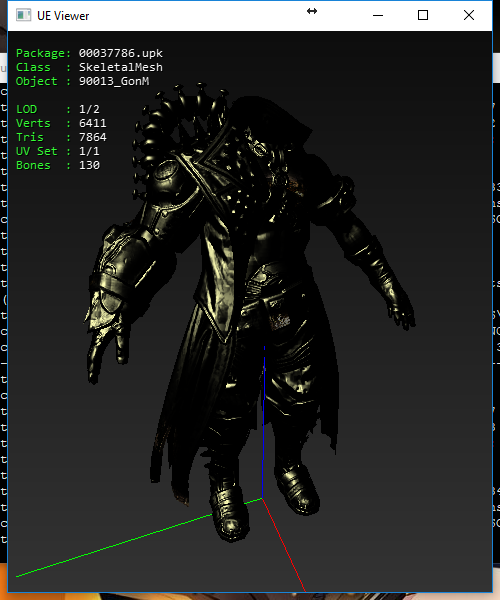 UE Viewer
Package: 00037786.upk
Class : SkeletalMesh
Object : 90013_GonM
LOD : 1/2
Verts : 6411
Tris : 7864
UV Set : 1/1
Bones : 130